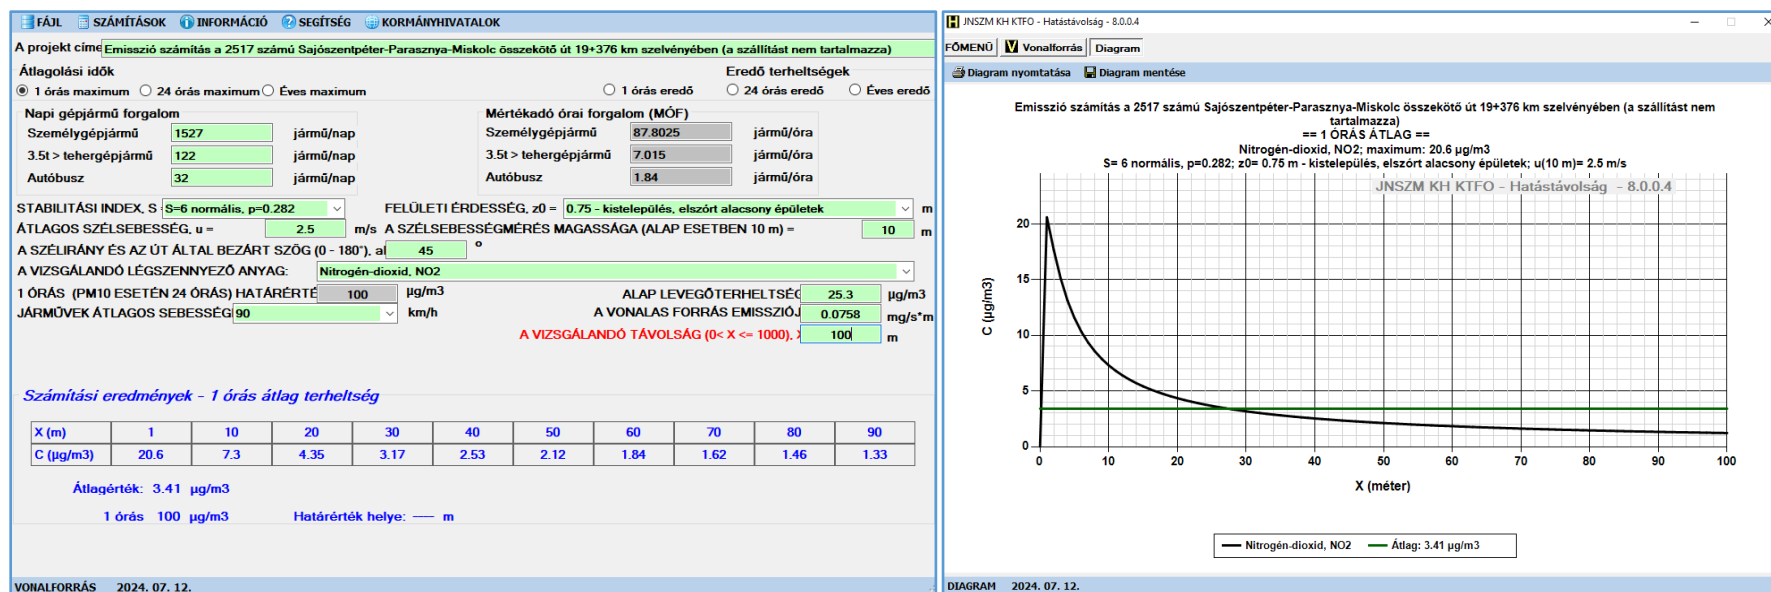 FÁJL SZÁMÍTÁSOK INFORMÁCIÓ SEGÍTSÉG KORMÁNYHIVATALOK
A projekt címe Emisszió számítás a 2517 számú Sajószentpéter-Parasznya-Miskolc összekötő út 19+376 km szelvényében (a szállítást nem tartalmazza)
Átlagolási idők Eredő terheltségek
1 órás maximum 24 órás maximum Éves maximum 1 órás eredő 24 órás eredő Éves eredő
Napi gépjármű forgalom Mértékadó órai forgalom (MÓF)
Személygépjármű 1527 jármű/nap Személygépjármű 87.8025 jármű/óra
3.5t > tehergépjármű 122 jármű/nap 3.5t > tehergépjármű 7.015 jármű/óra
Autóbusz 32 jármű/nap Autóbusz 1.84 jármű/óra
STABILITÁSI INDEX, S S=6 normális, p=0.282 FELÜLETI ÉRDESSÉG, z0 = 0.75 - kistelepülés, elszórt alacsony épületek m
ÁTLAGOS SZÉLSEBESSÉG, u = 2.5 m/s A SZÉLSEBESSÉGMÉRÉS MAGASSÁGA (ALAP ESETBEN 10 m) = 10 m
A SZÉLIRÁNY ÉS AZ ÚT ÁLTAL BEZÁRT SZÖG (0 - 180°), al 45 o
A VIZSGÁLANDÓ LÉGSZENNYEZŐ ANYAG: Nitrogén-dioxid, NO2
1 ÓRÁS (PM10 ESETÉN 24 ÓRÁS) HATÁRÉRTÉ 100 µg/m3 ALAP LEVEGŐTERHELTSÉG 25.3 µg/m3
JÁRMŰVEK ÁTLAGOS SEBESSÉG 90 km/h A VONALAS FORRÁS EMISSZIÓJ 0.0758 mg/s*m
A VIZSGÁLANDÓ TÁVOLSÁG (0< X <= 1000), X 100 m
Számítási eredmények - 1 órás átlag terheltség
X (m) 1 10 20 30 40 50 60 70 80 90
C (µg/m3) 20.6 7.3 4.35 3.17 2.53 2.12 1.84 1.62 1.46 1.33
Átlagérték: 3.41 µg/m3
1 órás 100 µg/m3 Határérték helye: ---- m
VONALFORRÁS 2024. 07. 12.
JNSZM KH KTFO - Hatástávolság - 8.0.0.4
FŐMENÜ Vonalforrás Diagram
Diagram nyomtatása Diagram mentése
Emisszió számítás a 2517 számú Sajószentpéter-Parasznya-Miskolc összekötő út 19+376 km szelvényében (a szállítást nem
tartalmazza)
== 1 ÓRÁS ÁTLAG ==
Nitrogén-dioxid, NO2; maximum: 20.6 µg/m3
S= 6 normális, p=0.282; z0= 0.75 m - kistelepülés, elszórt alacsony épületek; u(10 m)= 2.5 m/s
JNSZM KH KTFO - Hatástávolság - 8.0.0.4
20
15
10
5
0
C (µg/m3)
0 10 20 30 40 50 60 70 80 90 100
X (méter)
Nitrogén-dioxid, NO2 Átlag: 3.41 µg/m3
DIAGRAM 2024. 07. 12.